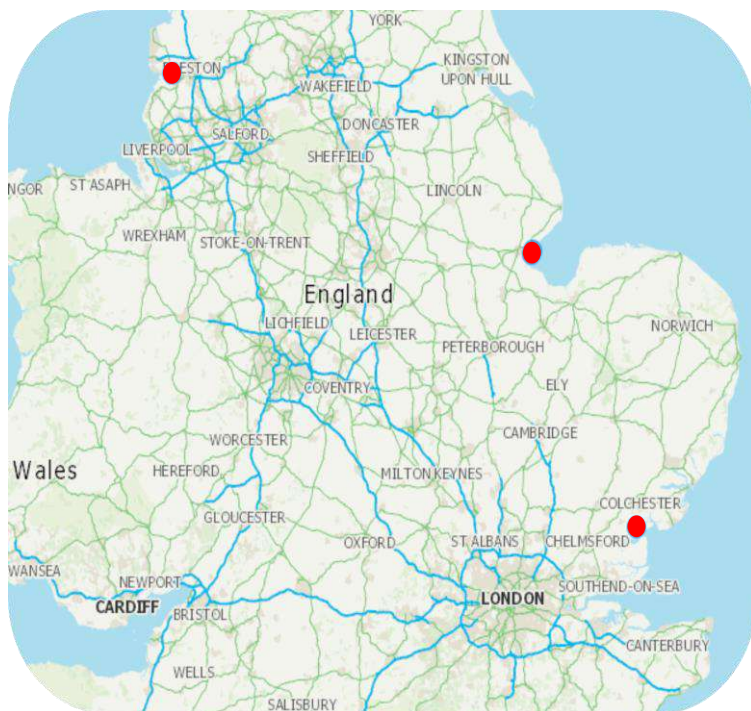 YORK
ESTON
KINGSTON
UPON HULL
WAKEFIELD
DONCASTER
SALFORD
LIVERPOOL
SHEFFIELD
NGOR
ST ASAPH
LINCOLN
WREXHAM
STOKE-ON-TRENT
England
LICHFIELD
LEICESTER
NORWICH
PETERBOROUGH
COVENTRY
ELY
CAMBRIDGE
WORCESTER
Wales
HEREFORD
MILTON KEYNES
COLCHESTER
GLOUCESTER
OXFORD
ST ALBANS
CHELMSFORD
WANSEA
NEWPORT
SOUTHEND-ON-SEA
CARDIFF
BRISTOL
LONDON
CANTERBURY
WELLS
SALISBURY